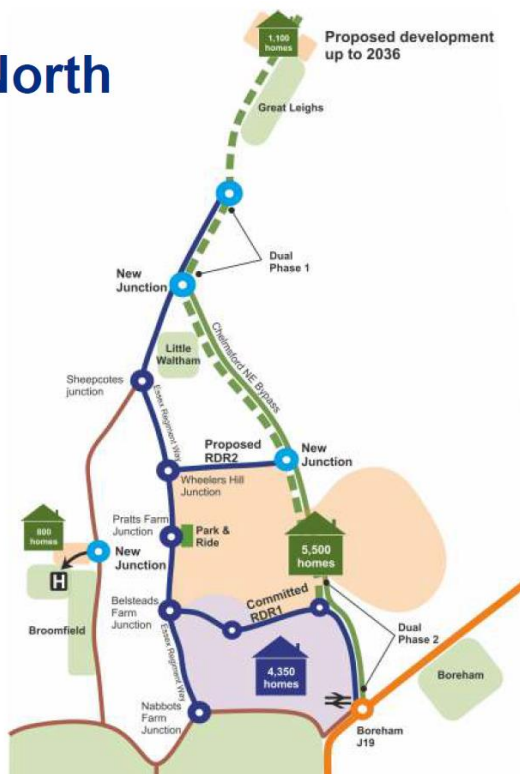 North
1,100
homes
Proposed development
up to 2036
Great Leighs
Dual
Phase 1
New
Junction
Little
Waltham
Chelmsford NE Bypass
Sheepcotes
junction
Essex Regiment Way
Proposed
RDR2
New
Junction
Wheelers Hill
Junction
800
homes
Pratts Farm
Junction
Park &
Ride
New
Junction
H
5,500
homes
Broomfield
Belsteads
Farm
Junction
Committed
RDR1
Essex Regiment Way
4,350
homes
Dual
Phase 2
Boreham
Nabbots
Farm
Junction
Boreham
J19